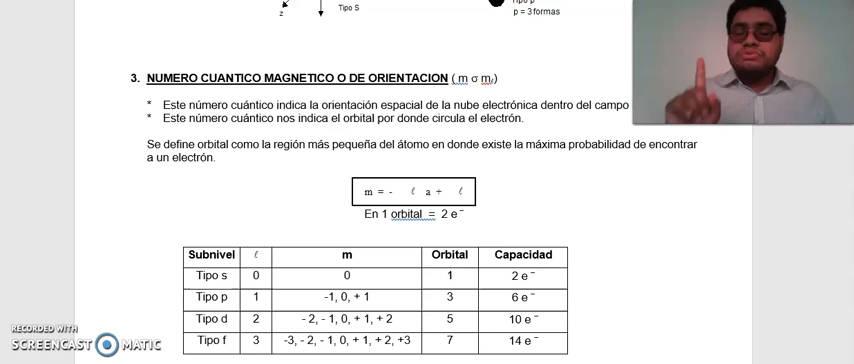 z
Tipo S
Tipo p
p = 3 formas
3. NUMERO CUANTICO MAGNETICO O DE ORIENTACION ( m σ mℓ)
* Este número cuántico indica la orientación espacial de la nube electrónica dentro del campo
* Este número cuántico nos indica el orbital por donde circula el electrón.
Se define orbital como la región más pequeña del átomo en donde existe la máxima probabilidad de encontrar
a un electrón.
m = - ℓ a + ℓ
En 1 orbital = 2 e⁻
Subnivel ℓ m Orbital Capacidad
Tipo s 0 0 1 2 e⁻
Tipo p 1 -1, 0, + 1 3 6 e⁻
Tipo d 2 - 2, - 1, 0, + 1, + 2 5 10 e⁻
Tipo f 3 -3, - 2, - 1, 0, + 1, + 2, +3 7 14 e⁻
RECORDED WITH
SCREENCAST MATIC